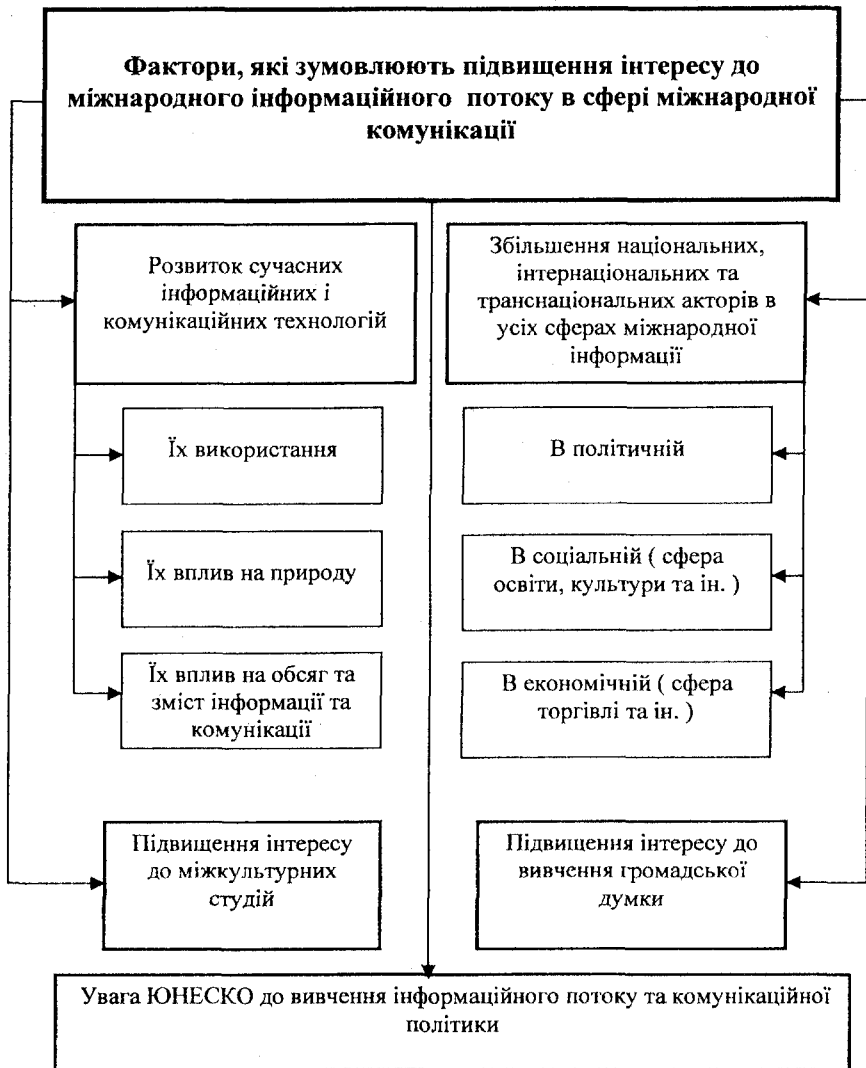 Фактори, які зумовлюють підвищення інтересу до
міжнародного інформаційного потоку в сфері міжнародної
комунікації
Розвиток сучасних
інформаційних і
комунікаційних технологій
Збільшення національних,
інтернаціональних та
транснаціональних акторів в
усіх сферах міжнародної
інформації
Їх використання
В політичній
Їх вплив на природу
В соціальній ( сфера
освіти, культури та ін. )
Їх вплив на обсяг та
зміст інформації та
комунікації
В економічній ( сфера
торгівлі та ін. )
Підвищення інтересу
до міжкультурних
студій
Підвищення інтересу до
вивчення громадської
думки
Увага ЮНЕСКО до вивчення інформаційного потоку та комунікаційної
політики